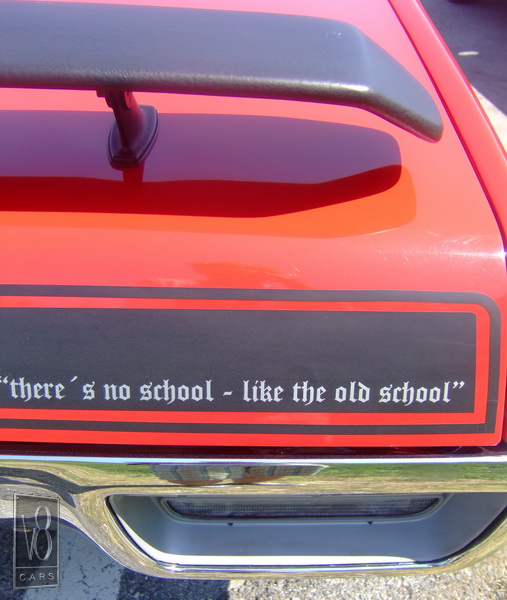 “there´s no school - like the old school”
V8
CARS